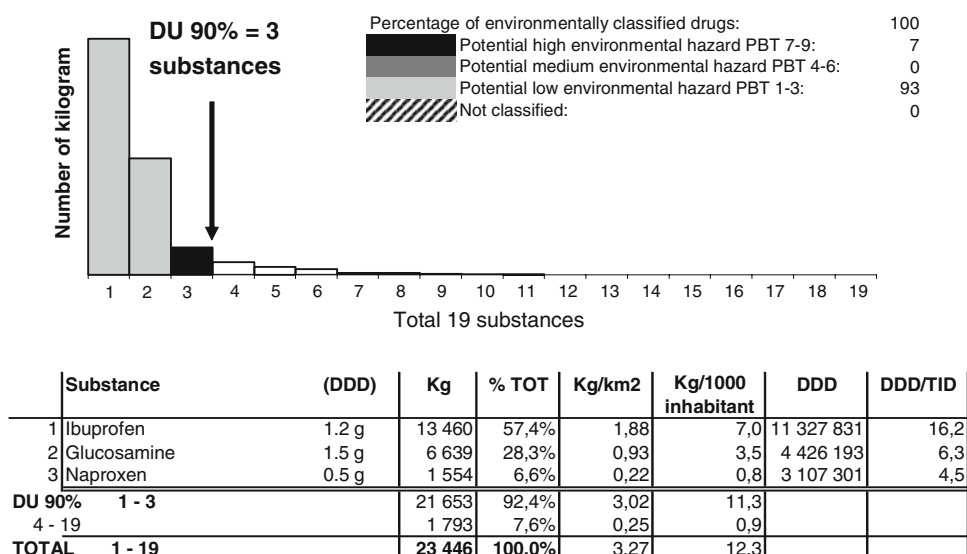 DU 90% = 3
substances
Percentage of environmentally classified drugs: 100
Potential high environmental hazard PBT 7-9: 7
Potential medium environmental hazard PBT 4-6: 0
Potential low environmental hazard PBT 1-3: 93
Not classified: 0
Number of kilogram
1 2 3 4 5 6 7 8 9 10 11 12 13 14 15 16 17 18 19
Total 19 substances
Substance (DDD) Kg % TOT Kg/km2 Kg/1000 inhabitant DDD DDD/TID
1 Ibuprofen 1.2 g 13 460 57,4% 1,88 7,0 11 327 831 16,2
2 Glucosamine 1.5 g 6 639 28,3% 0,93 3,5 4 426 193 6,3
3 Naproxen 0.5 g 1 554 6,6% 0,22 0,8 3 107 301 4,5
DU 90% 1 - 3 21 653 92,4% 3,02 11,3
4 - 19 1 793 7,6% 0,25 0,9
TOTAL 1 - 19 23 446 100,0% 3,27 12,3